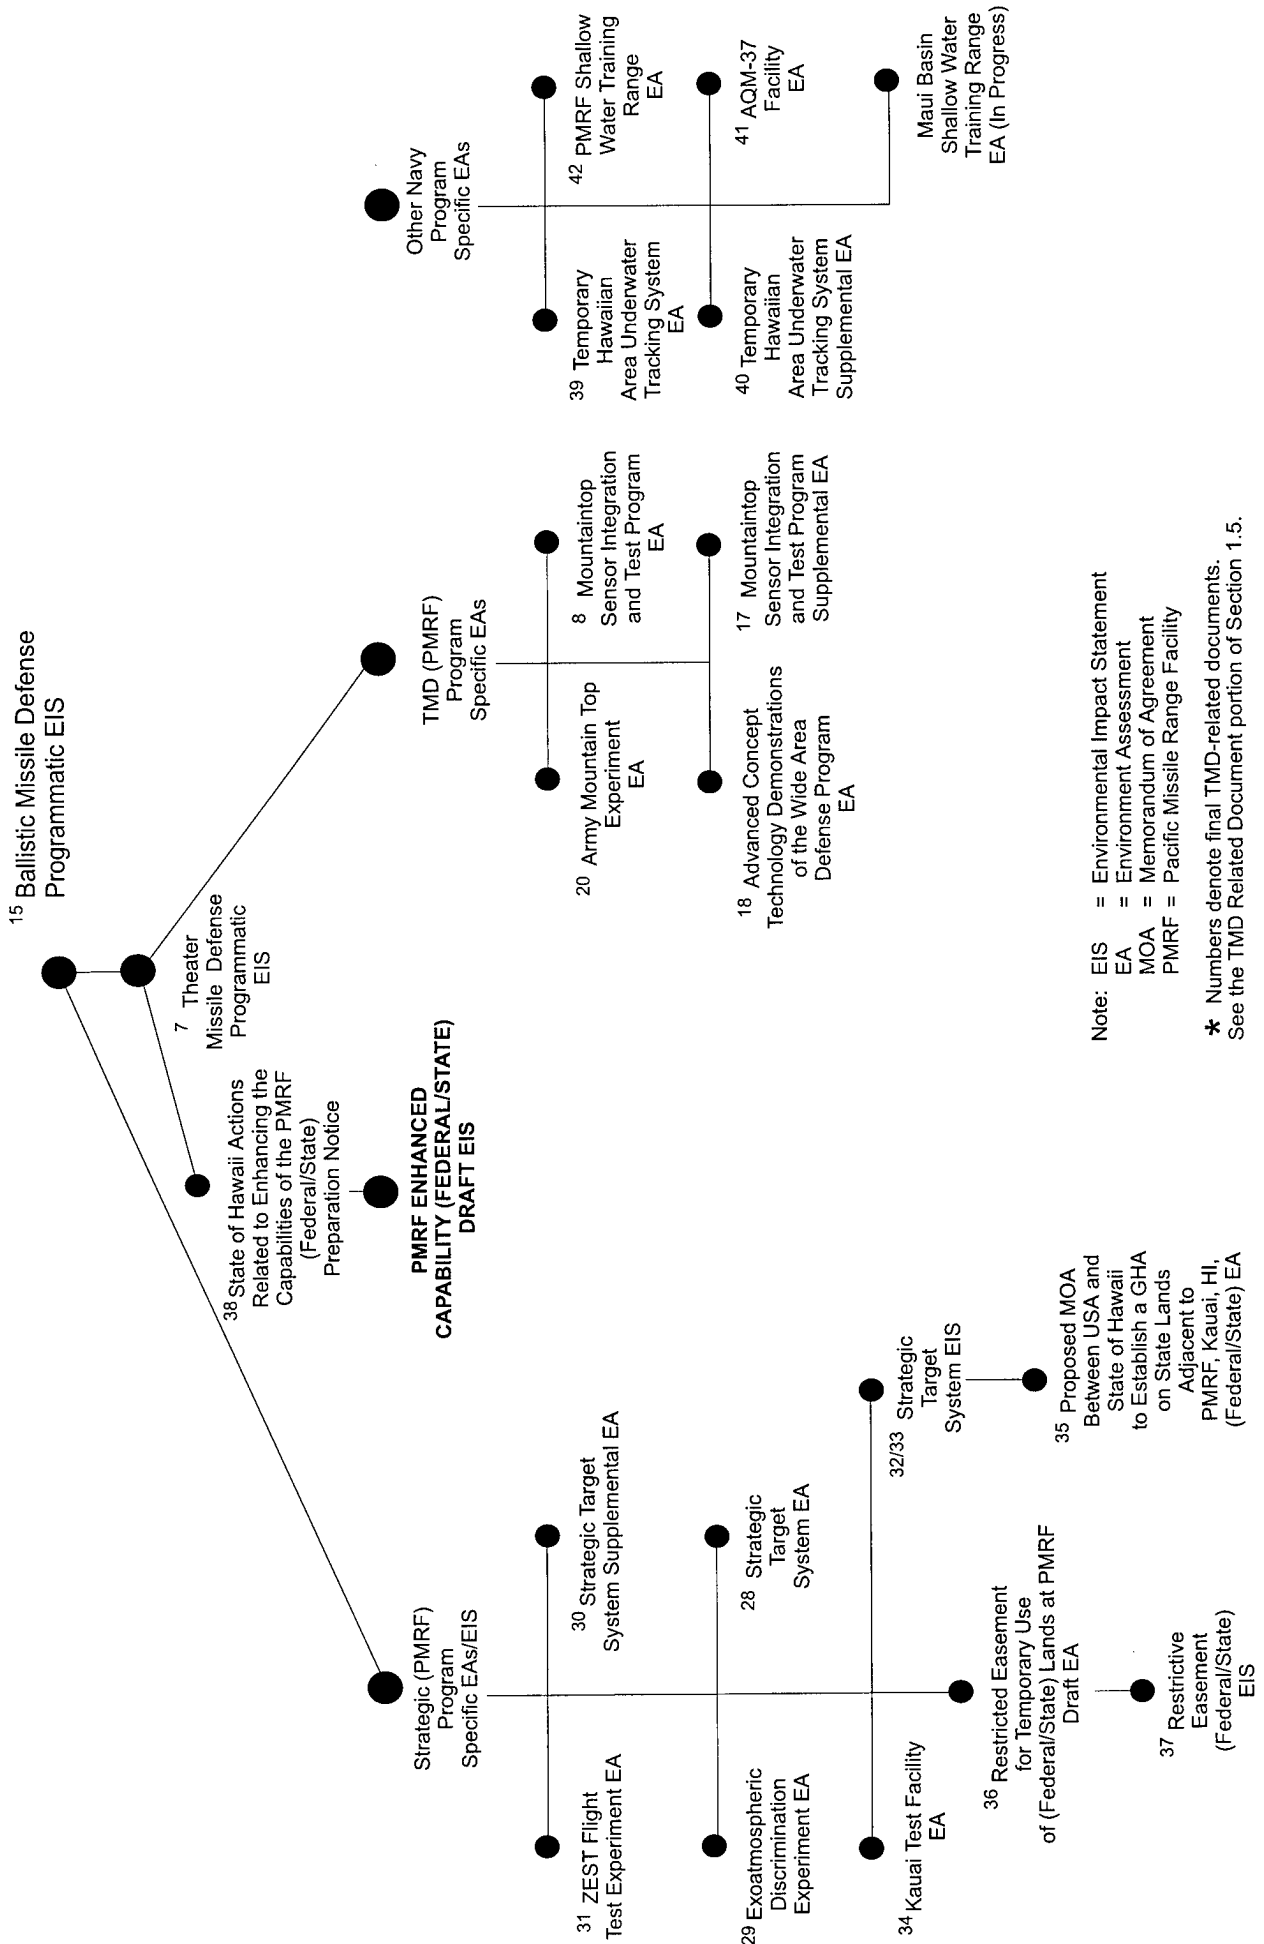 15 Ballistic Missile Defense
Programmatic EIS
7 Theater
Missile Defense
Programmatic
EIS
38 State of Hawaii Actions
Related to Enhancing the
Capabilities of the PMRF
(Federal/State)
Preparation Notice
PMRF ENHANCED
CAPABILITY (FEDERAL/STATE)
DRAFT EIS
Strategic (PMRF)
Program
Specific EAs/EIS
31 ZEST Flight
Test Experiment EA
30 Strategic Target
System Supplemental EA
29 Exoatmospheric
Discrimination
Experiment EA
28 Strategic
Target
System EA
34 Kauai Test Facility
EA
32/33 Strategic
Target
System EIS
36 Restricted Easement
for Temporary Use
of (Federal/State) Lands at PMRF
Draft EA
35 Proposed MOA
Between USA and
State of Hawaii
to Establish a GHA
on State Lands
Adjacent to
PMRF, Kauai, HI,
(Federal/State) EA
37 Restrictive
Easement
(Federal/State)
EIS
TMD (PMRF)
Program
Specific EAs
20 Army Mountain Top
Experiment
EA
8 Mountaintop
Sensor Integration
and Test Program
EA
18 Advanced Concept
Technology Demonstrations
of the Wide Area
Defense Program
EA
17 Mountaintop
Sensor Integration
and Test Program
Supplemental EA
Other Navy
Program
Specific EAs
39 Temporary
Hawaiian
Area Underwater
Tracking System
EA
42 PMRF Shallow
Water Training
Range
EA
40 Temporary
Hawaiian
Area Underwater
Tracking System
Supplemental EA
41 AQM-37
Facility
EA
Maui Basin
Shallow Water
Training Range
EA (In Progress)
Note: EIS = Environmental Impact Statement
EA = Environment Assessment
MOA = Memorandum of Agreement
PMRF = Pacific Missile Range Facility
* Numbers denote final TMD-related documents.
See the TMD Related Document portion of Section 1.5.